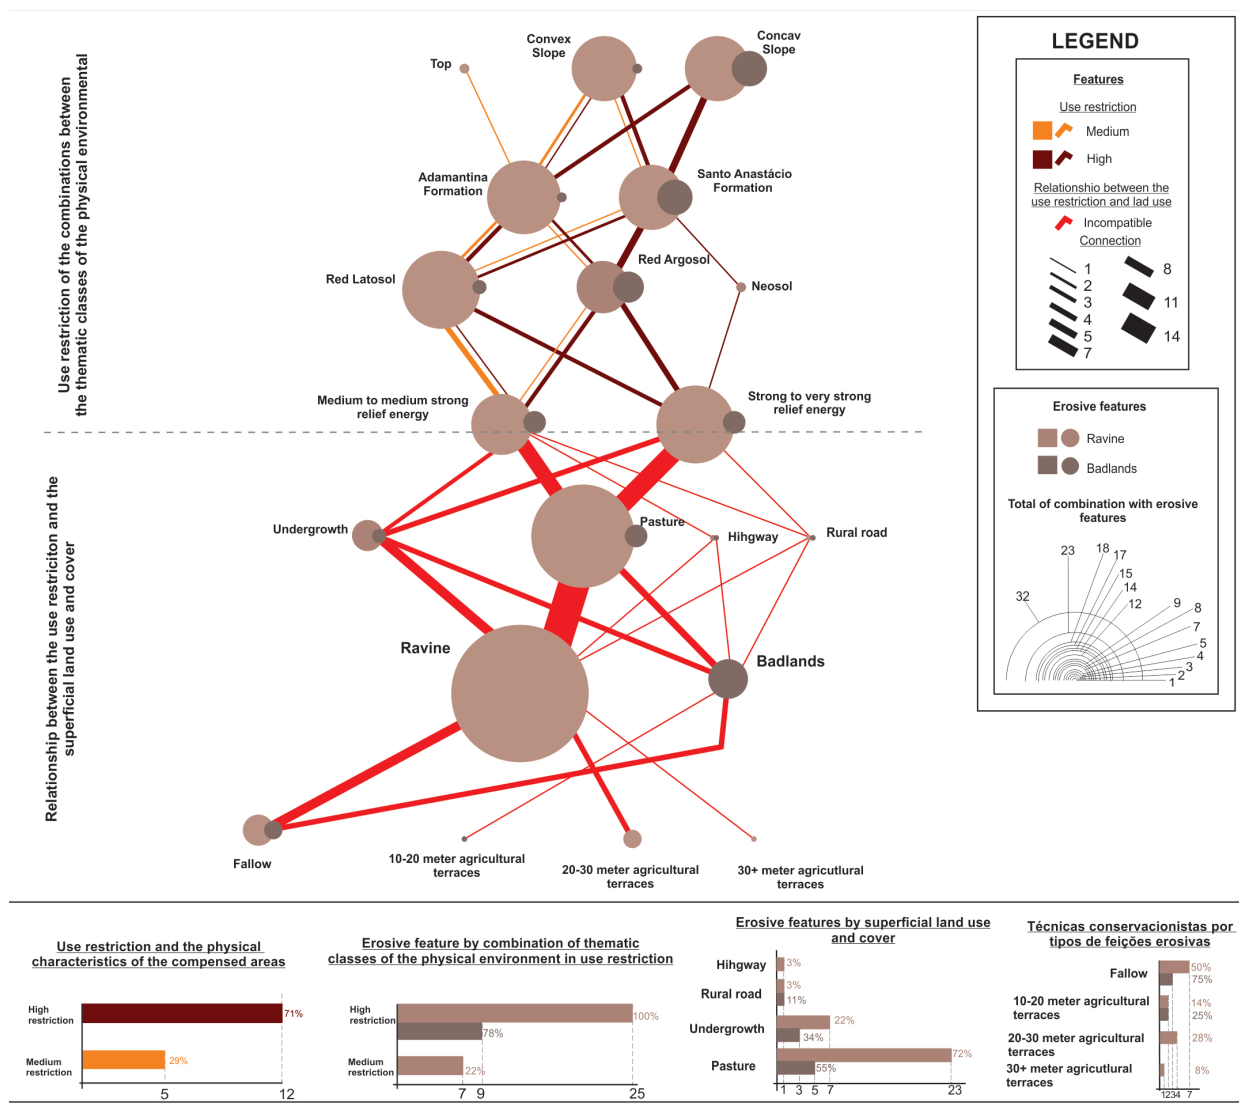 Use restriction of the combinations between
the thematic classes of the physical environmental
Relationship between the use restriciton and the
superficial land use and cover
Convex
Slope
Concav
Slope
Top
Adamantina
Formation
Santo Anastácio
Formation
Red Latosol
Red Argosol
Neosol
Medium to medium strong
relief energy
Strong to very strong
relief energy
Undergrowth
Pasture
Hihgway
Rural road
Ravine
Badlands
Fallow
10-20 meter agricultural
terraces
20-30 meter agricultural
terraces
30+ meter agricutlural
terraces
LEGEND
Features
Use restriction
Medium
High
Relationshio between the
use restriction and lad use
Incompatible
Connection
1
2
3
4
5
7
8
11
14
Erosive features
Ravine
Badlands
Total of combination with erosive
features
32
23
18
17
15
14
12
9
8
7
5
4
3
2
1
Use restriction and the physical
characteristics of the compensed areas
High
restriction
71%
Medium
restriction
29%
5
12
Erosive feature by combination of thematic
classes of the physical environment in use restriction
High
restriction
100%
78%
Medium
restriction
22%
7
9
25
Erosive features by superficial land use
and cover
Hihgway
3%
Rural road
3%
11%
Undergrowth
22%
34%
Pasture
72%
55%
1
3
5
7
23
Técnicas conservacionistas por
tipos de feições erosivas
Fallow
50%
75%
10-20 meter agricultural
terraces
14%
25%
20-30 meter agricultural
terraces
28%
30+ meter agricutlural
terraces
8%
1234
7